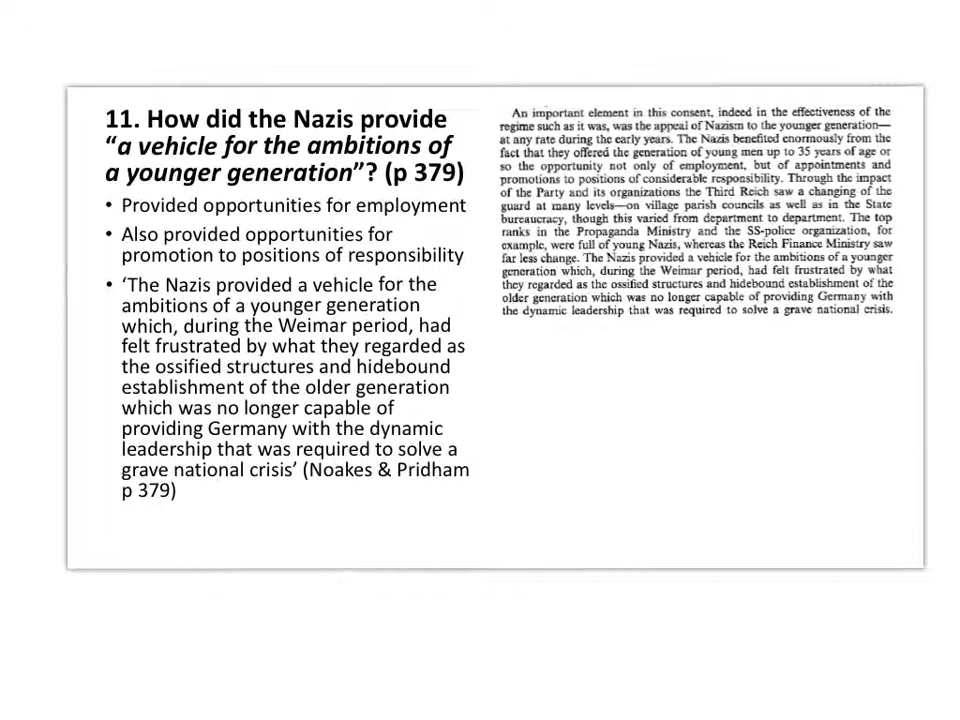 11. How did the Nazis provide
“a vehicle for the ambitions of
a younger generation”? (p 379)
• Provided opportunities for employment
• Also provided opportunities for
promotion to positions of responsibility
• ‘The Nazis provided a vehicle for the
ambitions of a younger generation
which, during the Weimar period, had
felt frustrated by what they regarded as
the ossified structures and hidebound
establishment of the older generation
which was no longer capable of
providing Germany with the dynamic
leadership that was required to solve a
grave national crisis’ (Noakes & Pridham
p 379)
An important element in this consent, indeed in the effectiveness of the
regime such as it was, was the appeal of Nazism to the younger generation—
at any rate during the early years. The Nazis benefited enormously from the
fact that they offered the generation of young men up to 35 years of age or
so the opportunity not only of employment, but of appointments and
promotions to positions of considerable responsibility. Through the impact
of the Party and its organizations the Third Reich saw a changing of the
guard at many levels—on village parish councils as well as in the State
bureaucracy, though this varied from department to department. The top
ranks in the Propaganda Ministry and the SS-police organization, for
example, were full of young Nazis, whereas the Reich Finance Ministry saw
far less change. The Nazis provided a vehicle for the ambitions of a younger
generation which, during the Weimar period, had felt frustrated by what
they regarded as the ossified structures and hidebound establishment of the
older generation which was no longer capable of providing Germany with
the dynamic leadership that was required to solve a grave national crisis.